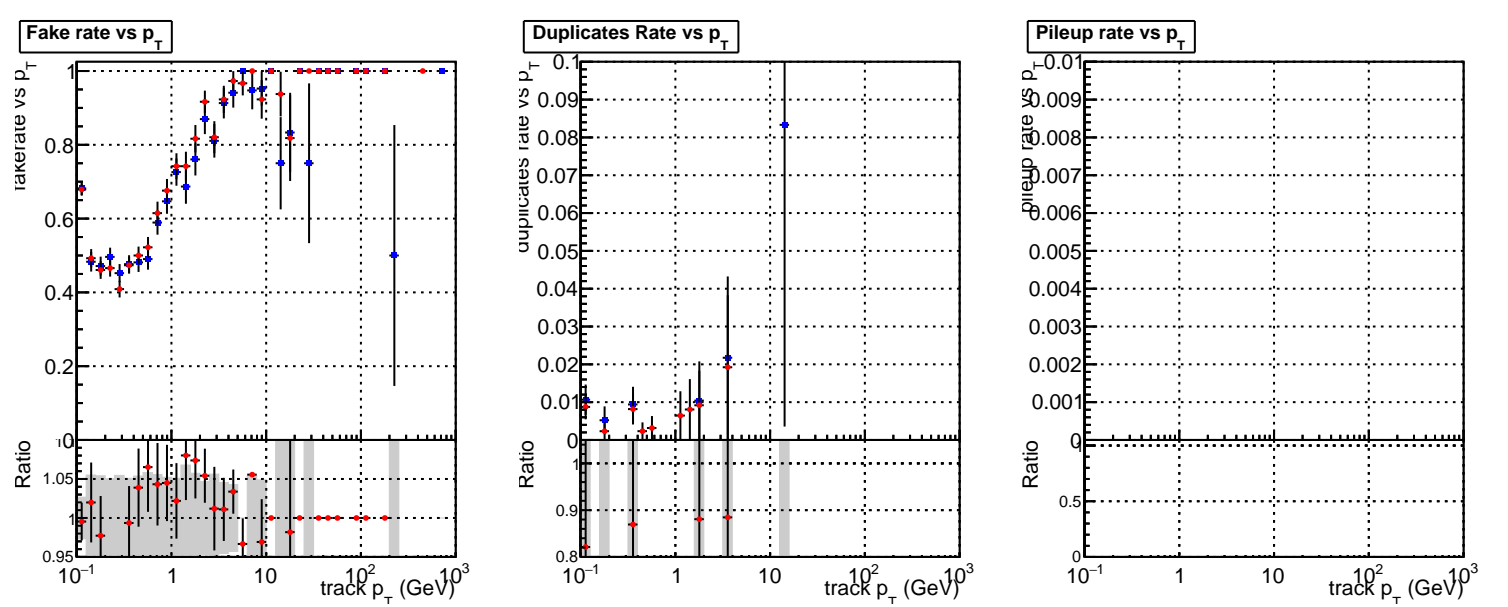 Fake rate vs p_T
fakerate vs p_T
1
0.8
0.6
0.4
0.2
0
Ratio
1.05
1
0.95
10^−1 1 10 10^2 10^3
track p_T (GeV)
Duplicates Rate vs p_T
duplicates rate vs p_T
0.1
0.09
0.08
0.07
0.06
0.05
0.04
0.03
0.02
0.01
0
Ratio
1
0.9
0.8
10^−1 1 10 10^2 10^3
track p_T (GeV)
Pileup rate vs p_T
pileup rate vs p_T
0.01
0.009
0.008
0.007
0.006
0.005
0.004
0.003
0.002
0.001
0
Ratio
1
0.5
0
10^−1 1 10 10^2 10^3
track p_T (GeV)